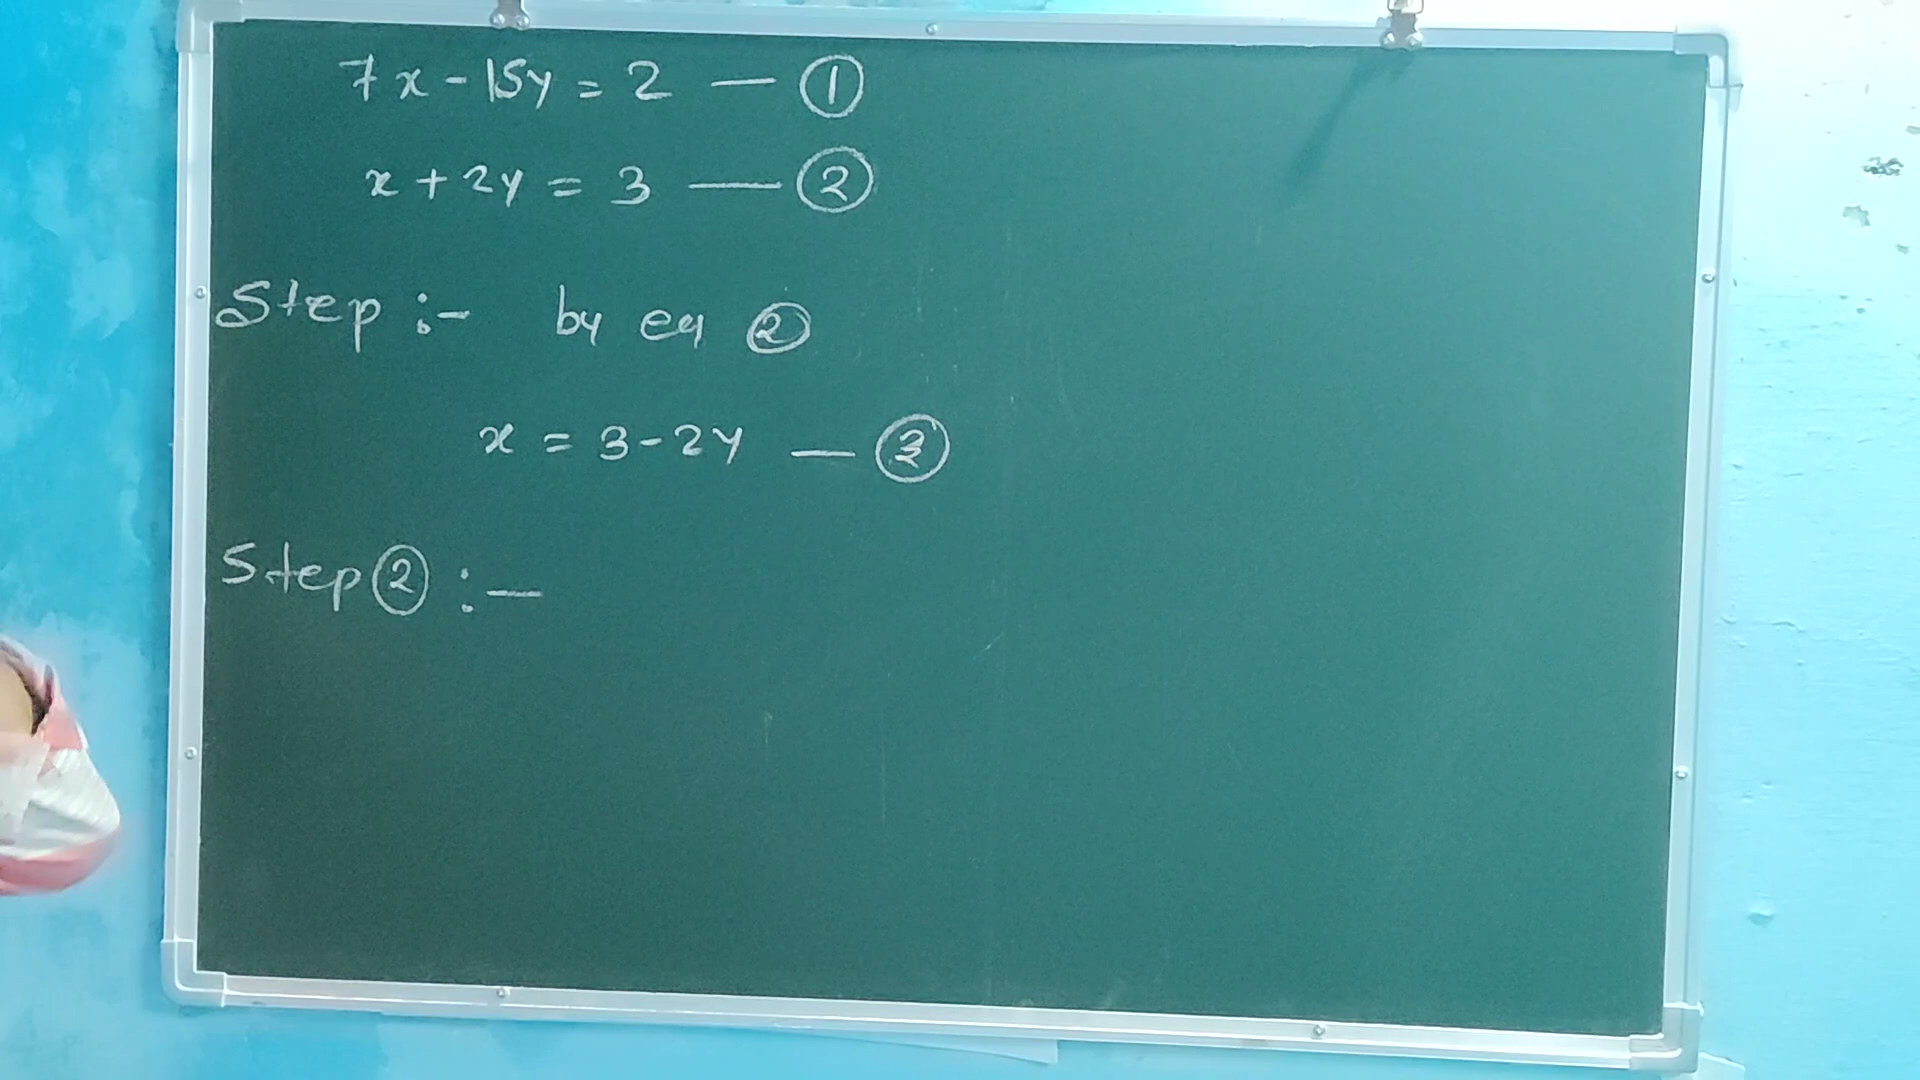 7x - 15y = 2 — ①
x + 2y = 3 — ②
Step :- by eq ②
x = 3 - 2y — ③
Step ② :-